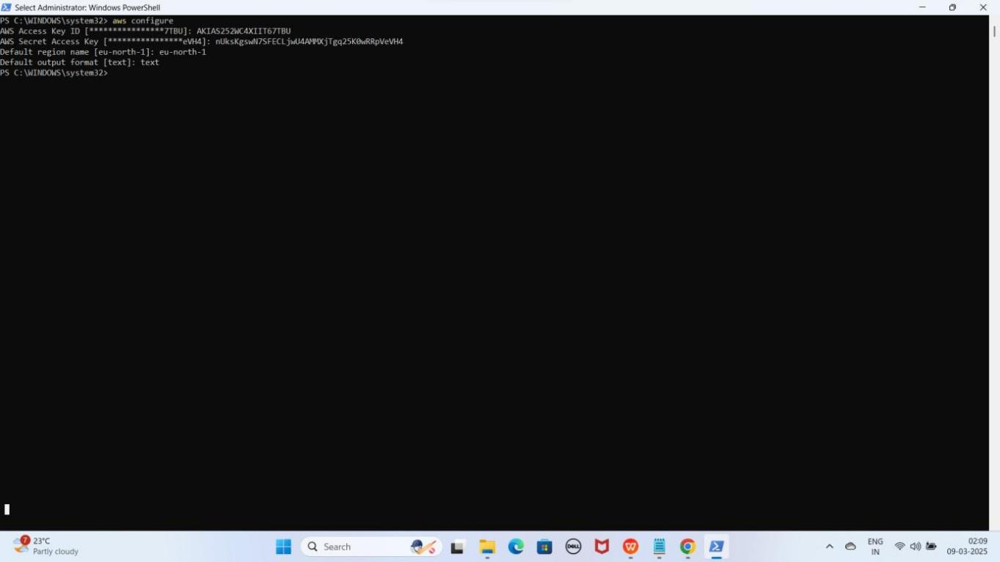 Select Administrator: Windows PowerShell
PS C:\WINDOWS\system32> aws configure
AWS Access Key ID [****************7TBU]: AKIAS252WC4XIIT67TBU
AWS Secret Access Key [****************eVH4]: 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
Default region name [eu-north-1]: eu-north-1
Default output format [text]: text
PS C:\WINDOWS\system32>
7
23°C
Partly cloudy
Search
DELL
W
ENG
IN
02:09
09-03-2025